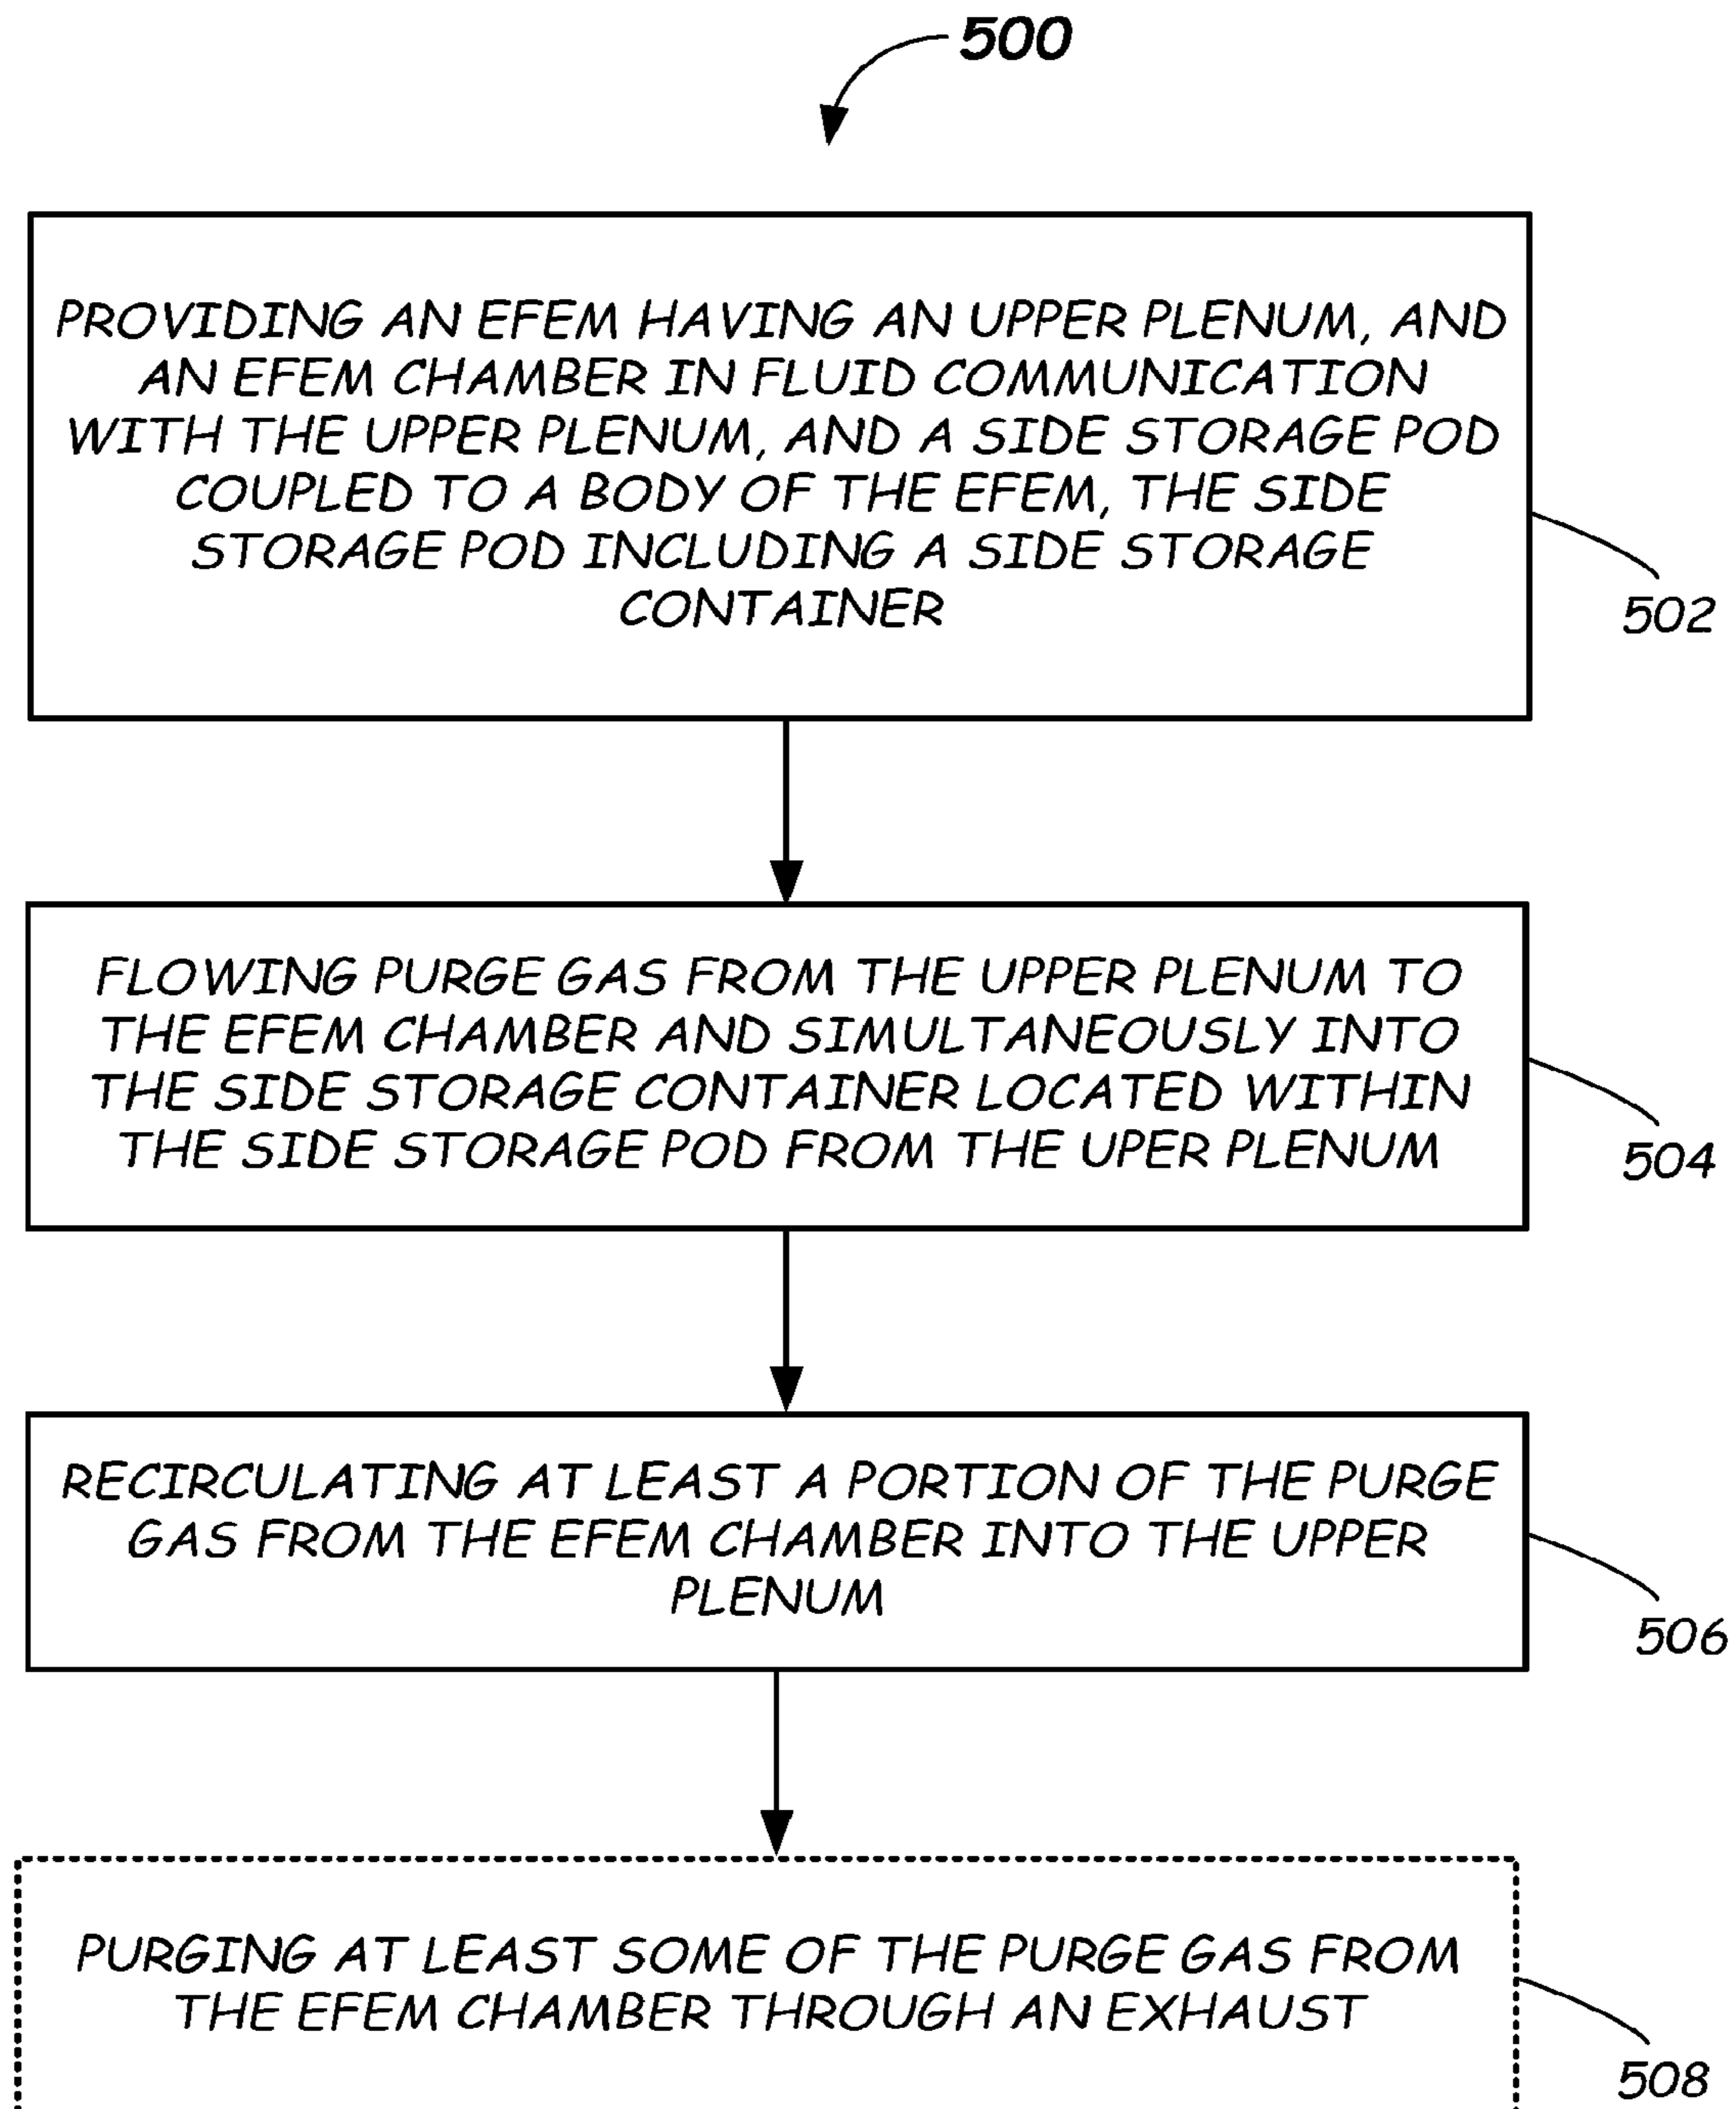 500
PROVIDING AN EFEM HAVING AN UPPER PLENUM, AND
AN EFEM CHAMBER IN FLUID COMMUNICATION
WITH THE UPPER PLENUM, AND A SIDE STORAGE POD
COUPLED TO A BODY OF THE EFEM, THE SIDE
STORAGE POD INCLUDING A SIDE STORAGE
CONTAINER
502
FLOWING PURGE GAS FROM THE UPPER PLENUM TO
THE EFEM CHAMBER AND SIMULTANEOUSLY INTO
THE SIDE STORAGE CONTAINER LOCATED WITHIN
THE SIDE STORAGE POD FROM THE UPER PLENUM
504
RECIRCULATING AT LEAST A PORTION OF THE PURGE
GAS FROM THE EFEM CHAMBER INTO THE UPPER
PLENUM
506
PURGING AT LEAST SOME OF THE PURGE GAS FROM
THE EFEM CHAMBER THROUGH AN EXHAUST
508